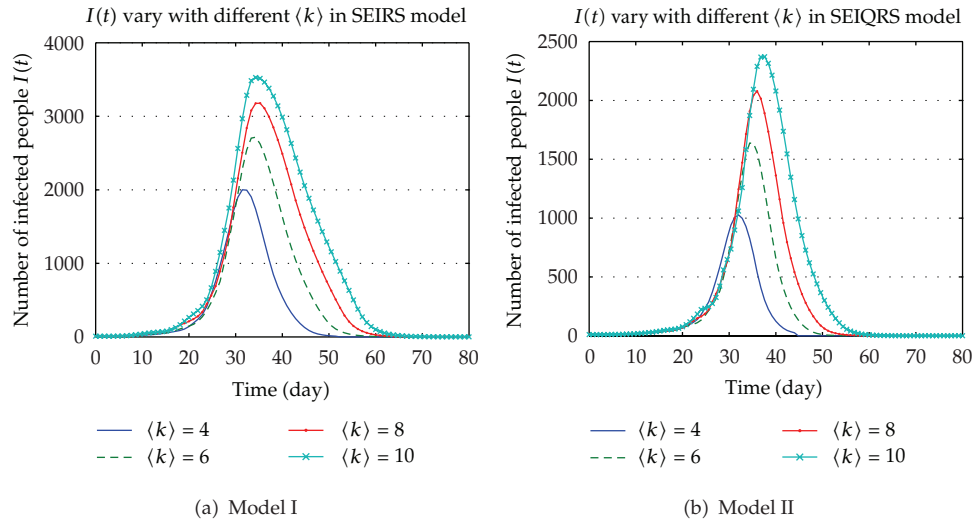 I(t) vary with different ⟨k⟩ in SEIRS model
Number of infected people I(t)
4000
3000
2000
1000
0
0 10 20 30 40 50 60 70 80
Time (day)
⟨k⟩ = 4
⟨k⟩ = 6
⟨k⟩ = 8
⟨k⟩ = 10
(a) Model I
I(t) vary with different ⟨k⟩ in SEIQRS model
Number of infected people I(t)
2500
2000
1500
1000
500
0
0 10 20 30 40 50 60 70 80
Time (day)
⟨k⟩ = 4
⟨k⟩ = 6
⟨k⟩ = 8
⟨k⟩ = 10
(b) Model II